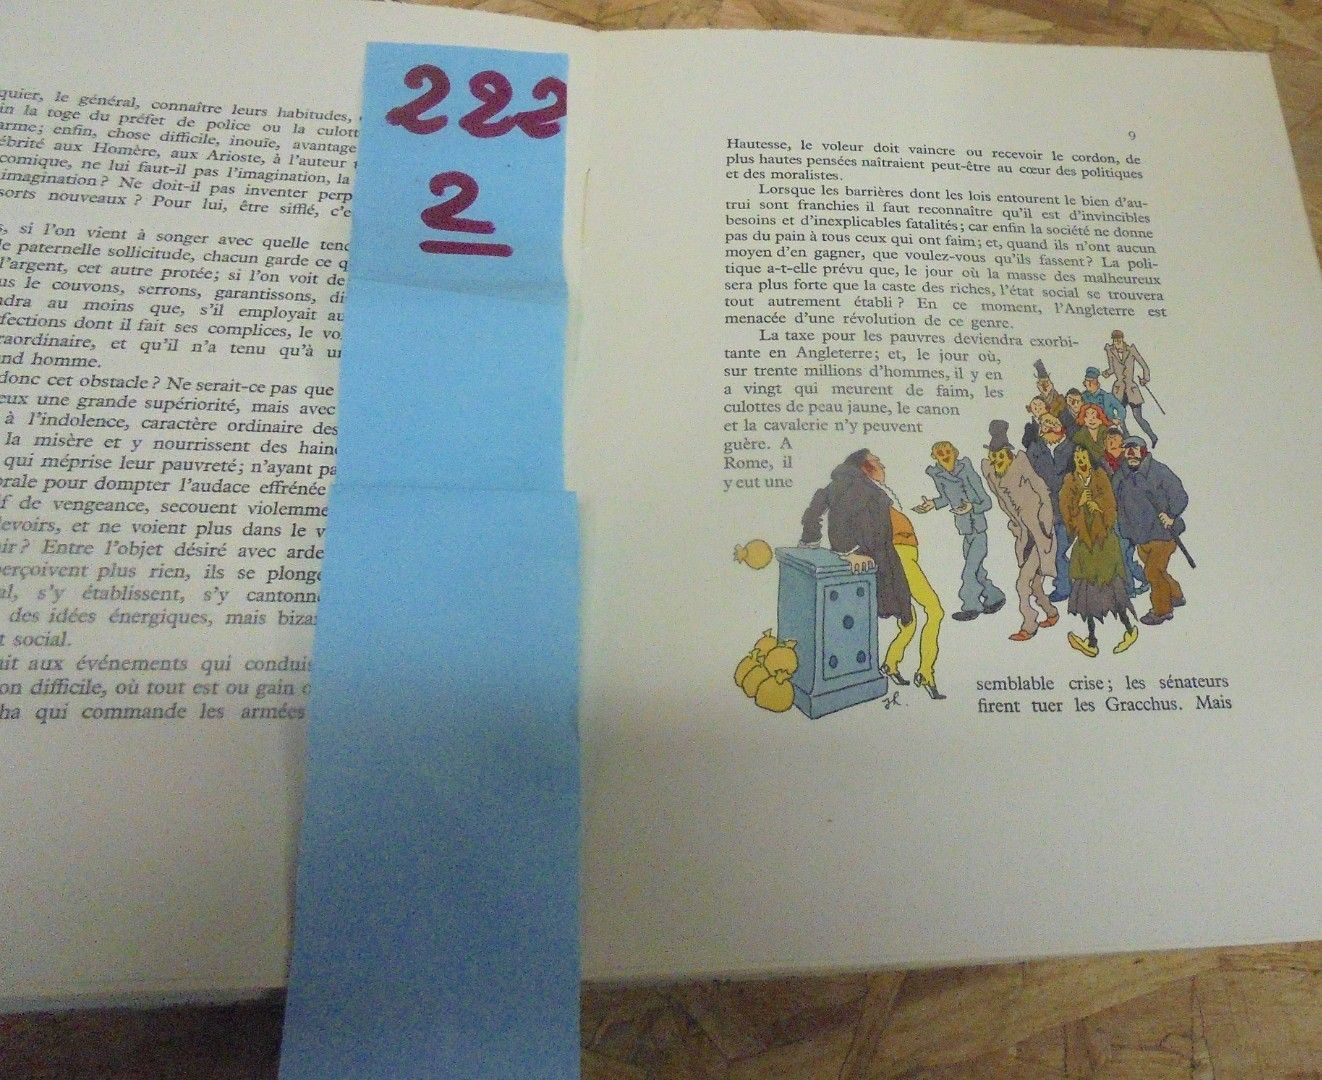 quier, le général, connaître leurs habitudes,
in la toge du préfet de police ou la culott
arme; enfin, chose difficile, inouïe, avantage
ébrité aux Homère, aux Arioste, à l'auteur
comique, ne lui faut-il pas l'imagination, la
imagination? Ne doit-il pas inventer perp
sorts nouveaux? Pour lui, être sifflé, c'e
s, si l'on vient à songer avec quelle tend
le paternelle sollicitude, chacun garde ce q
l'argent, cet autre protée; si l'on voit de
us le couvons, serrons, garantissons, di
ndra au moins que, s'il employait au
fections dont il fait ses complices, le vo
raordinaire, et qu'il n'a tenu qu'à un
nd homme.
donc cet obstacle? Ne serait-ce pas que
eux une grande supériorité, mais avec
à l'indolence, caractère ordinaire des
la misère et y nourrissent des hain
qui méprise leur pauvreté; n'ayant pa
orale pour dompter l'audace effrénée
if de vengeance, secouent violemme
devoirs, et ne voient plus dans le v
ir? Entre l'objet désiré avec arde
perçoivent plus rien, ils se plonge
al, s'y établissent, s'y cantonn
des idées énergiques, mais biza
t social.
ait aux événements qui conduis
on difficile, où tout est ou gain o
ha qui commande les armées
222
2
9
Hautesse, le voleur doit vaincre ou recevoir le cordon, de
plus hautes pensées naîtraient peut-être au cœur des politiques
et des moralistes.
Lorsque les barrières dont les lois entourent le bien d'au-
trui sont franchies il faut reconnaître qu'il est d'invincibles
besoins et d'inexplicables fatalités; car enfin la société ne donne
pas du pain à tous ceux qui ont faim; et, quand ils n'ont aucun
moyen d'en gagner, que voulez-vous qu'ils fassent? La poli-
tique a-t-elle prévu que, le jour où la masse des malheureux
sera plus forte que la caste des riches, l'état social se trouvera
tout autrement établi? En ce moment, l'Angleterre est
menacée d'une révolution de ce genre.
La taxe pour les pauvres deviendra exorbi-
tante en Angleterre; et, le jour où,
sur trente millions d'hommes, il y en
a vingt qui meurent de faim, les
culottes de peau jaune, le canon
et la cavalerie n'y peuvent
guère. A
Rome, il
y eut une
semblable crise; les sénateurs
firent tuer les Gracchus. Mais